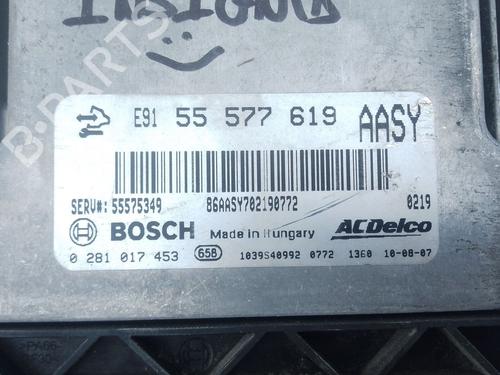 INSIGNIA
B-PARTS
E91 55 577 619 AASY
SERV#: 55575349 86AASY702190772 0219
BOSCH Made in Hungary ACDelco
0 281 017 453 658 1039S40992 0772 1360 10-08-07